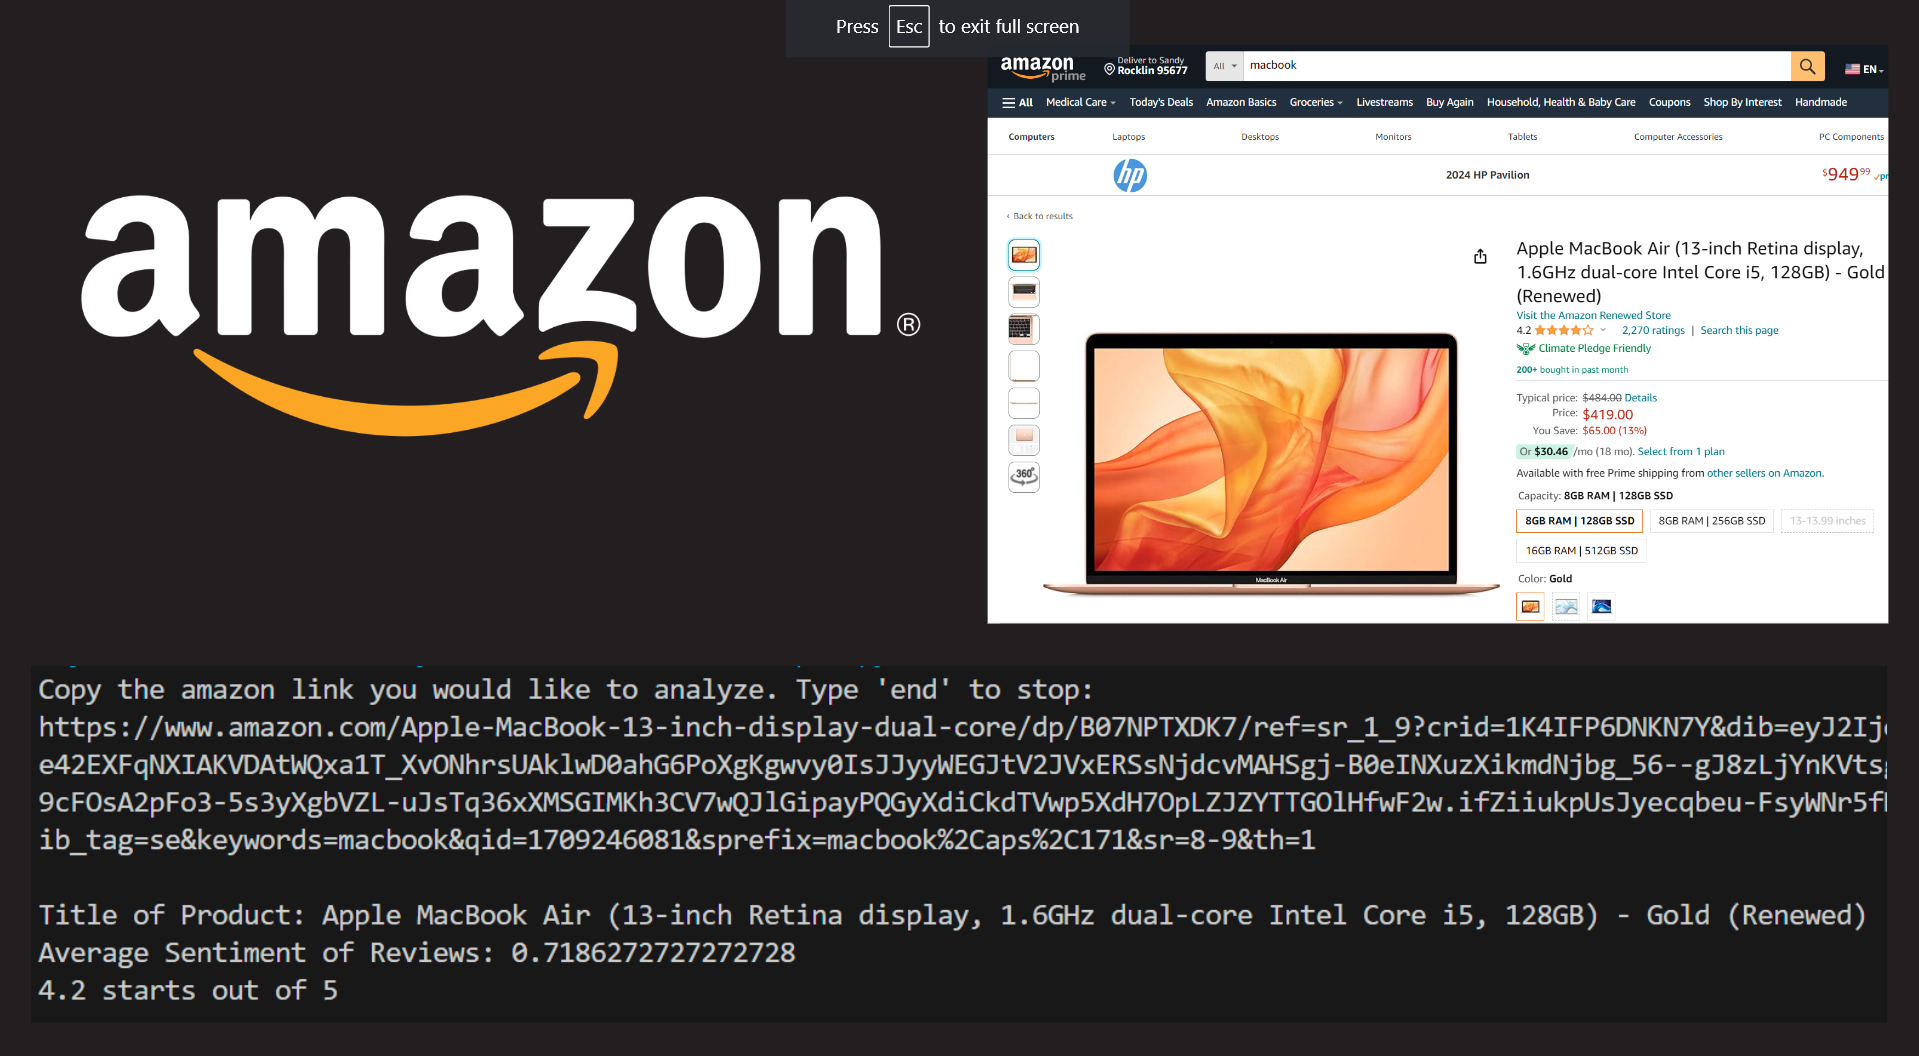 Press Esc to exit full screen
amazon
®
amazon prime
Deliver to Sandy
Rocklin 95677
All
macbook
EN
All Medical Care Today's Deals Amazon Basics Groceries Livestreams Buy Again Household, Health & Baby Care Coupons Shop By Interest Handmade
Computers Laptops Desktops Monitors Tablets Computer Accessories PC Components
hp
2024 HP Pavilion
$949.99
‹ Back to results
Apple MacBook Air (13-inch Retina display,
1.6GHz dual-core Intel Core i5, 128GB) - Gold
(Renewed)
Visit the Amazon Renewed Store
4.2 2,270 ratings | Search this page
Climate Pledge Friendly
200+ bought in past month
Typical price: $484.00 Details
Price: $419.00
You Save: $65.00 (13%)
Or $30.46 /mo (18 mo). Select from 1 plan
Available with free Prime shipping from other sellers on Amazon.
Capacity: 8GB RAM | 128GB SSD
8GB RAM | 128GB SSD 8GB RAM | 256GB SSD 13-13.99 inches
16GB RAM | 512GB SSD
Color: Gold
360°
MacBook Air
Copy the amazon link you would like to analyze. Type 'end' to stop:
https://www.amazon.com/Apple-MacBook-13-inch-display-dual-core/dp/B07NPTXDK7/ref=sr_1_9?crid=1K4IFP6DNKN7Y&dib=eyJ2Ij
e42EXFqNXIAKVDAtWQxa1T_XvONhrsUAklwD0ahG6PoXgKgwvy0IsJJyyWEGJtV2JVxERSsNjdcvMAHSgj-B0eINXuzXikmdNjbg_56--gJ8zLjYnKVts
9cFOsA2pFo3-5s3yXgbVZL-uJsTq36xXMSGIMKh3CV7wQJlGipayPQGyXdiCkdTVwp5XdH7OpLZJZYTTGOlHfwF2w.ifZiiukpUsJyecqbeu-FsyWNr5f
ib_tag=se&keywords=macbook&qid=1709246081&sprefix=macbook%2Caps%2C171&sr=8-9&th=1
Title of Product: Apple MacBook Air (13-inch Retina display, 1.6GHz dual-core Intel Core i5, 128GB) - Gold (Renewed)
Average Sentiment of Reviews: 0.7186272727272728
4.2 starts out of 5